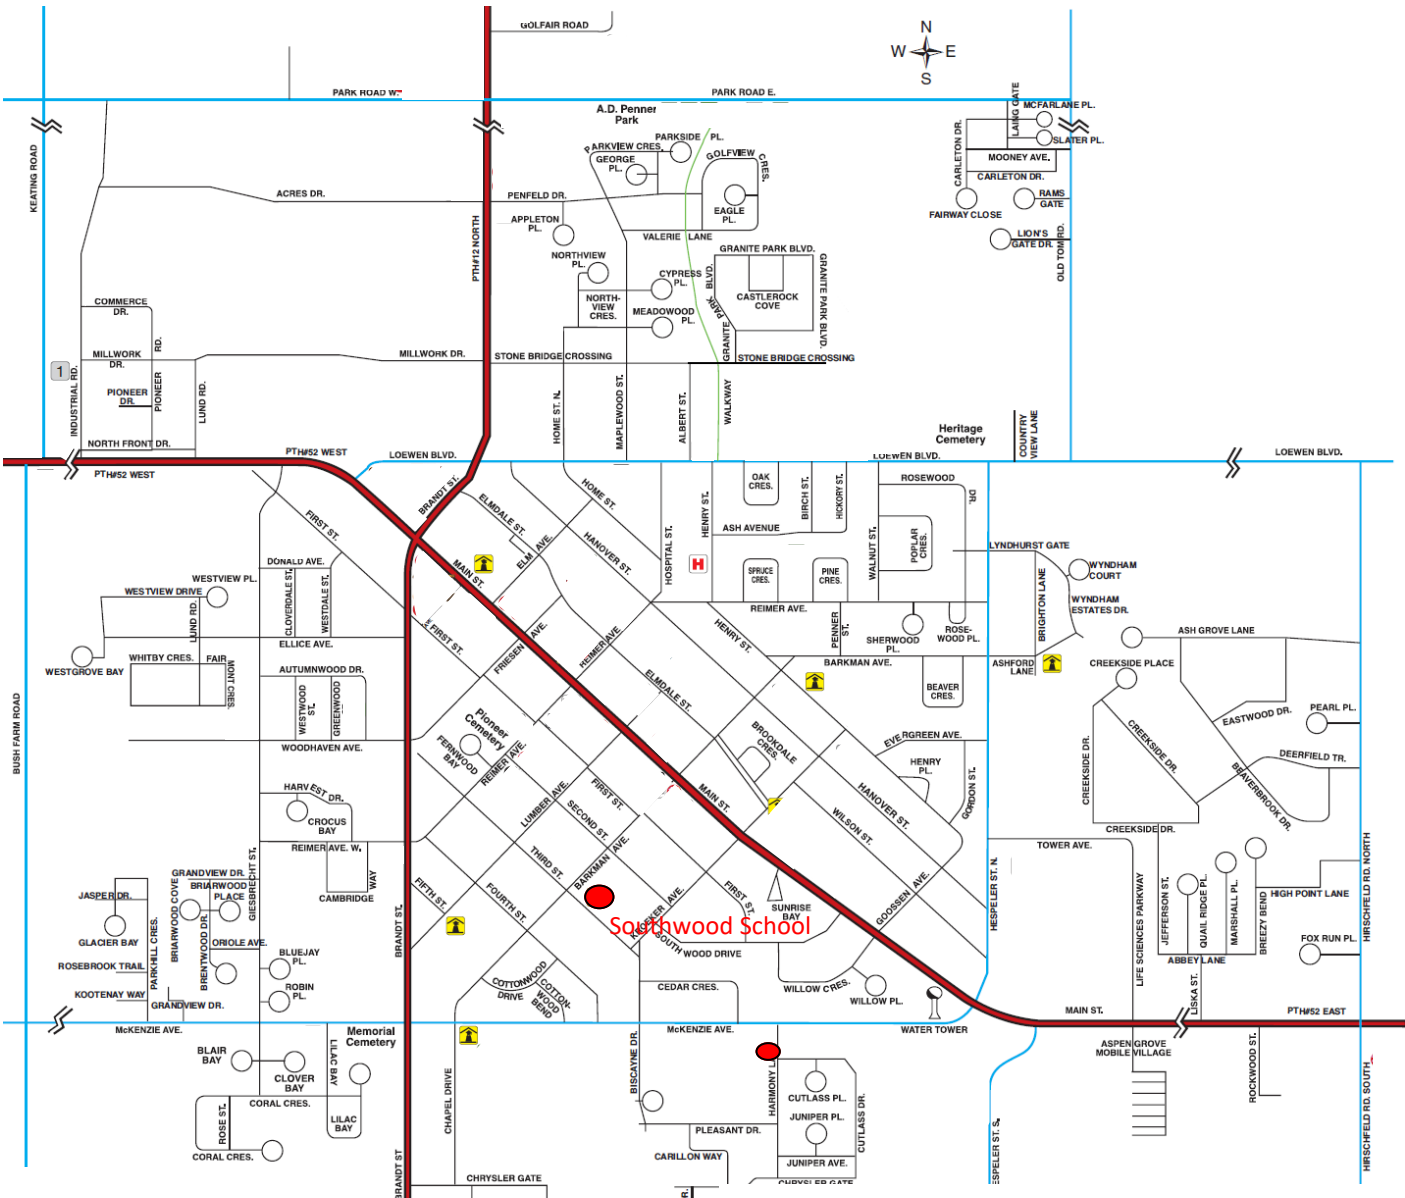 GOLFAIR ROAD
N
W E
S
PARK ROAD W.
PARK ROAD E.
A.D. Penner
Park
LAING GATE
MCFARLANE PL.
SLATER PL.
CARLETON DR.
MOONEY AVE.
CARLETON DR.
RAMS
GATE
FAIRWAY CLOSE
LION'S
GATE DR.
OLD TOM RD.
KEATING ROAD
PARKSIDE PL.
PARKVIEW CRES.
GEORGE
PL.
GOLFVIEW CRES.
EAGLE
PL.
ACRES DR.
PENFELD DR.
APPLETON
PL.
VALERIE LANE
PTH#12 NORTH
NORTHVIEW
PL.
CYPRESS
PL.
NORTH-
VIEW
CRES.
MEADOWOOD
PL.
GRANITE PARK BLVD.
GRANITE PARK BLVD.
GRANITE PARK BLVD.
CASTLEROCK
COVE
COMMERCE
DR.
MILLWORK
DR.
PIONEER RD.
PIONEER
DR.
LUND RD.
1
INDUSTRIAL RD.
NORTH FRONT DR.
MILLWORK DR.
STONE BRIDGE CROSSING
STONE BRIDGE CROSSING
HOME ST. N.
MAPLEWOOD ST.
ALBERT ST.
WALKWAY
Heritage
Cemetery
COUNTRY
VIEW LANE
PTH#52 WEST
PTH#52 WEST
LOEWEN BLVD.
LOEWEN BLVD.
LOEWEN BLVD.
BRANDT ST.
ELMDALE ST.
HOME ST.
HANOVER ST.
ELM AVE.
HOSPITAL ST.
HENRY ST.
OAK
CRES.
BIRCH ST.
HICKORY ST.
ASH AVENUE
ROSEWOOD DR.
WALNUT ST.
POPLAR
CRES.
LYNDHURST GATE
H
SPRUCE
CRES.
PINE
CRES.
REIMER AVE.
PENNER
ST.
SHERWOOD
PL.
ROSE-
WOOD PL.
WYNDHAM
COURT
WYNDHAM
ESTATES DR.
BRIGHTON LANE
ASHFORD
LANE
BARKMAN AVE.
BEAVER
CRES.
FIRST ST.
MAIN ST.
DONALD AVE.
CLOVERDALE ST.
WESTDALE ST.
WESTVIEW PL.
WESTVIEW DRIVE
LUND RD.
ELLICE AVE.
WESTGROVE BAY
WHITBY CRES.
FAIR
MONT CRES.
AUTUMNWOOD DR.
WESTWOOD
ST.
GREENWOOD
WOODHAVEN AVE.
FIRST ST.
FRIESEN AVE.
REIMER AVE.
HENRY ST.
ELMDALE ST.
Pioneer
Cemetery
FERNWOOD
BAY
REIMER AVE.
BROOKDALE
CRES.
EVERGREEN AVE.
HENRY
PL.
GORDON ST.
ASH GROVE LANE
CREEKSIDE PLACE
CREEKSIDE DR.
CREEKSIDE DR.
EASTWOOD DR.
PEARL PL.
DEERFIELD TR.
BEAVERBROOK DR.
CREEKSIDE DR.
BUSH FARM ROAD
HARVEST DR.
CROCUS
BAY
REIMER AVE. W.
CAMBRIDGE
WAY
LUMBER AVE.
FIRST ST.
SECOND ST.
MAIN ST.
HANOVER ST.
WILSON ST.
TOWER AVE.
THIRD ST.
BARKMAN AVE.
FIFTH ST.
FOURTH ST.
FIRST ST.
KROEKER AVE.
SUNRISE
BAY
GOOSSEN AVE.
HESPELER ST. N.
Southwood School
SOUTH WOOD DRIVE
CEDAR CRES.
WILLOW CRES.
WILLOW PL.
WATER TOWER
COTTONWOOD
DRIVE
COTTON-
WOOD
BEND
GIESBRECHT ST.
GRANDVIEW DR.
BRIARWOOD
PLACE
BRIARWOOD COVE
BRENTWOOD DR.
ORIOLE AVE.
JASPER DR.
GLACIER BAY
PARKHILL CRES.
ROSEBROOK TRAIL
KOOTENAY WAY
GRANDVIEW DR.
BLUEJAY
PL.
ROBIN
PL.
BRANDT ST.
McKENZIE AVE.
McKENZIE AVE.
Memorial
Cemetery
LIFE SCIENCES PARKWAY
JEFFERSON ST.
QUAIL RIDGE PL.
MARSHALL PL.
BREEZY BEND
HIGH POINT LANE
FOX RUN PL.
HIRSCHFELD RD. NORTH
ABBEY LANE
LISKA ST.
MAIN ST.
PTH#52 EAST
ASPEN GROVE
MOBILE VILLAGE
ROCKWOOD ST.
HIRSCHFELD RD. SOUTH
BLAIR
BAY
CLOVER
BAY
LILAC BAY
LILAC
BAY
CORAL CRES.
ROSE ST.
CORAL CRES.
CHAPEL DRIVE
BRANDT ST
CHRYSLER GATE
BISCAYNE DR.
PLEASANT DR.
CARILLON WAY
HARMONY L
CUTLASS PL.
JUNIPER PL.
CUTLASS DR.
JUNIPER AVE.
CHRYSLER GATE
ESPELER ST. S.
R.